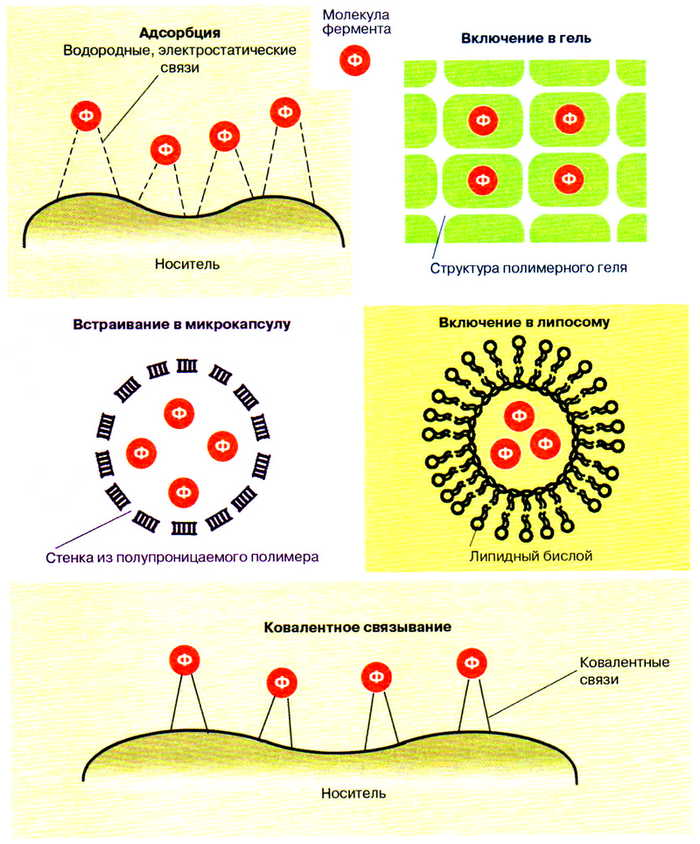 Адсорбция
Водородные, электростатические
связи
Ф
Ф
Ф
Ф
Носитель
Молекула
фермента
Ф
Включение в гель
Ф
Ф
Ф
Ф
Структура полимерного геля
Встраивание в микрокапсулу
Ф
Ф
Ф
Ф
Стенка из полупроницаемого полимера
Включение в липосому
Ф
Ф
Ф
Липидный бислой
Ковалентное связывание
Ф
Ф
Ф
Ф
Ковалентные
связи
Носитель